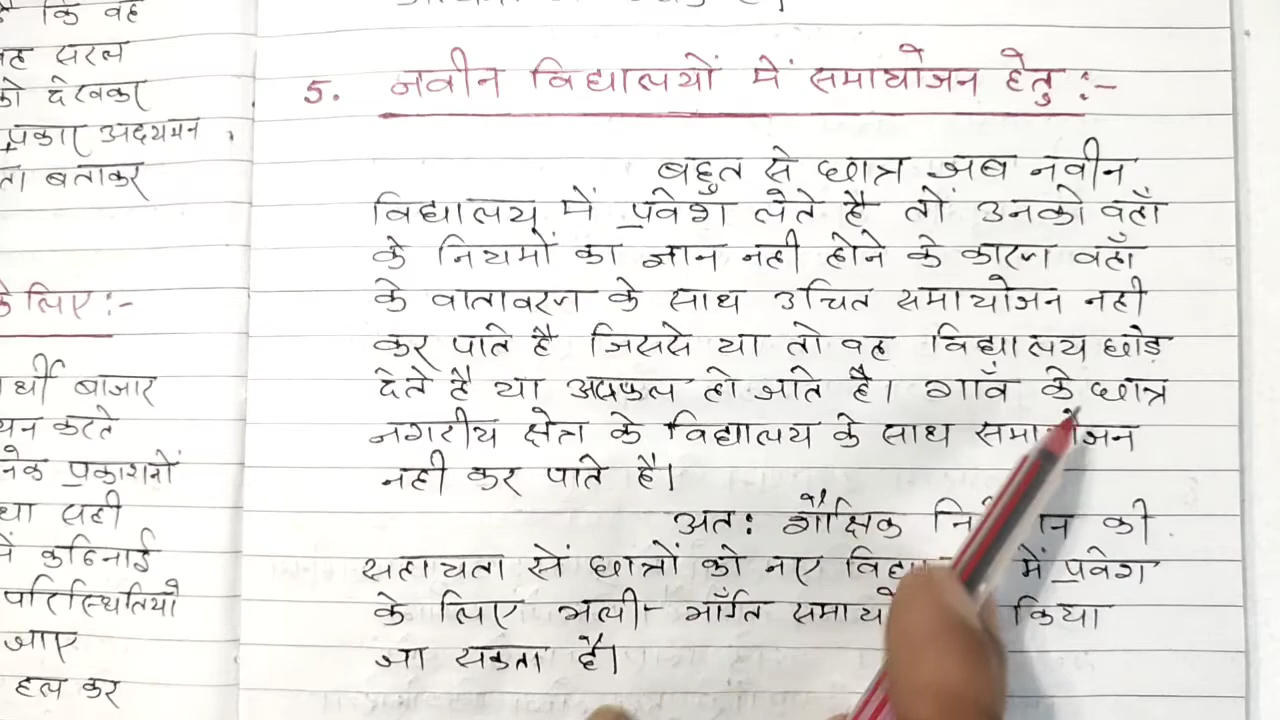 कि वह
सरल
को देखकर
प्रकार अध्ययन,
बताकर
के लिए :-
र्थी बाजार
करते
प्रकाशनों
था सही
में कठिनाई
परिस्थितियों
जाए
हल कर
5. नवीन विद्यालयों में समायोजन हेतु :-
बहुत से छात्र जब नवीन
विद्यालय में प्रवेश लेते है तों उनको वहाँ
के नियमों का ज्ञान नही होने के कारण वहाँ
के वातावरण के साथ उचित समायोजन नही
कर पाते है जिससे या तो वह विद्यालय छोड़
देते है या असफल हो जाते है। गाँव के छात्र
नगरीय क्षेत्र के विद्यालय के साथ समायोजन
नही कर पाते है।
अतः शैक्षिक की
सहायता सें छात्रों को नए में प्रवेश
के लिए भली-भाँति किया
जा सकता है।